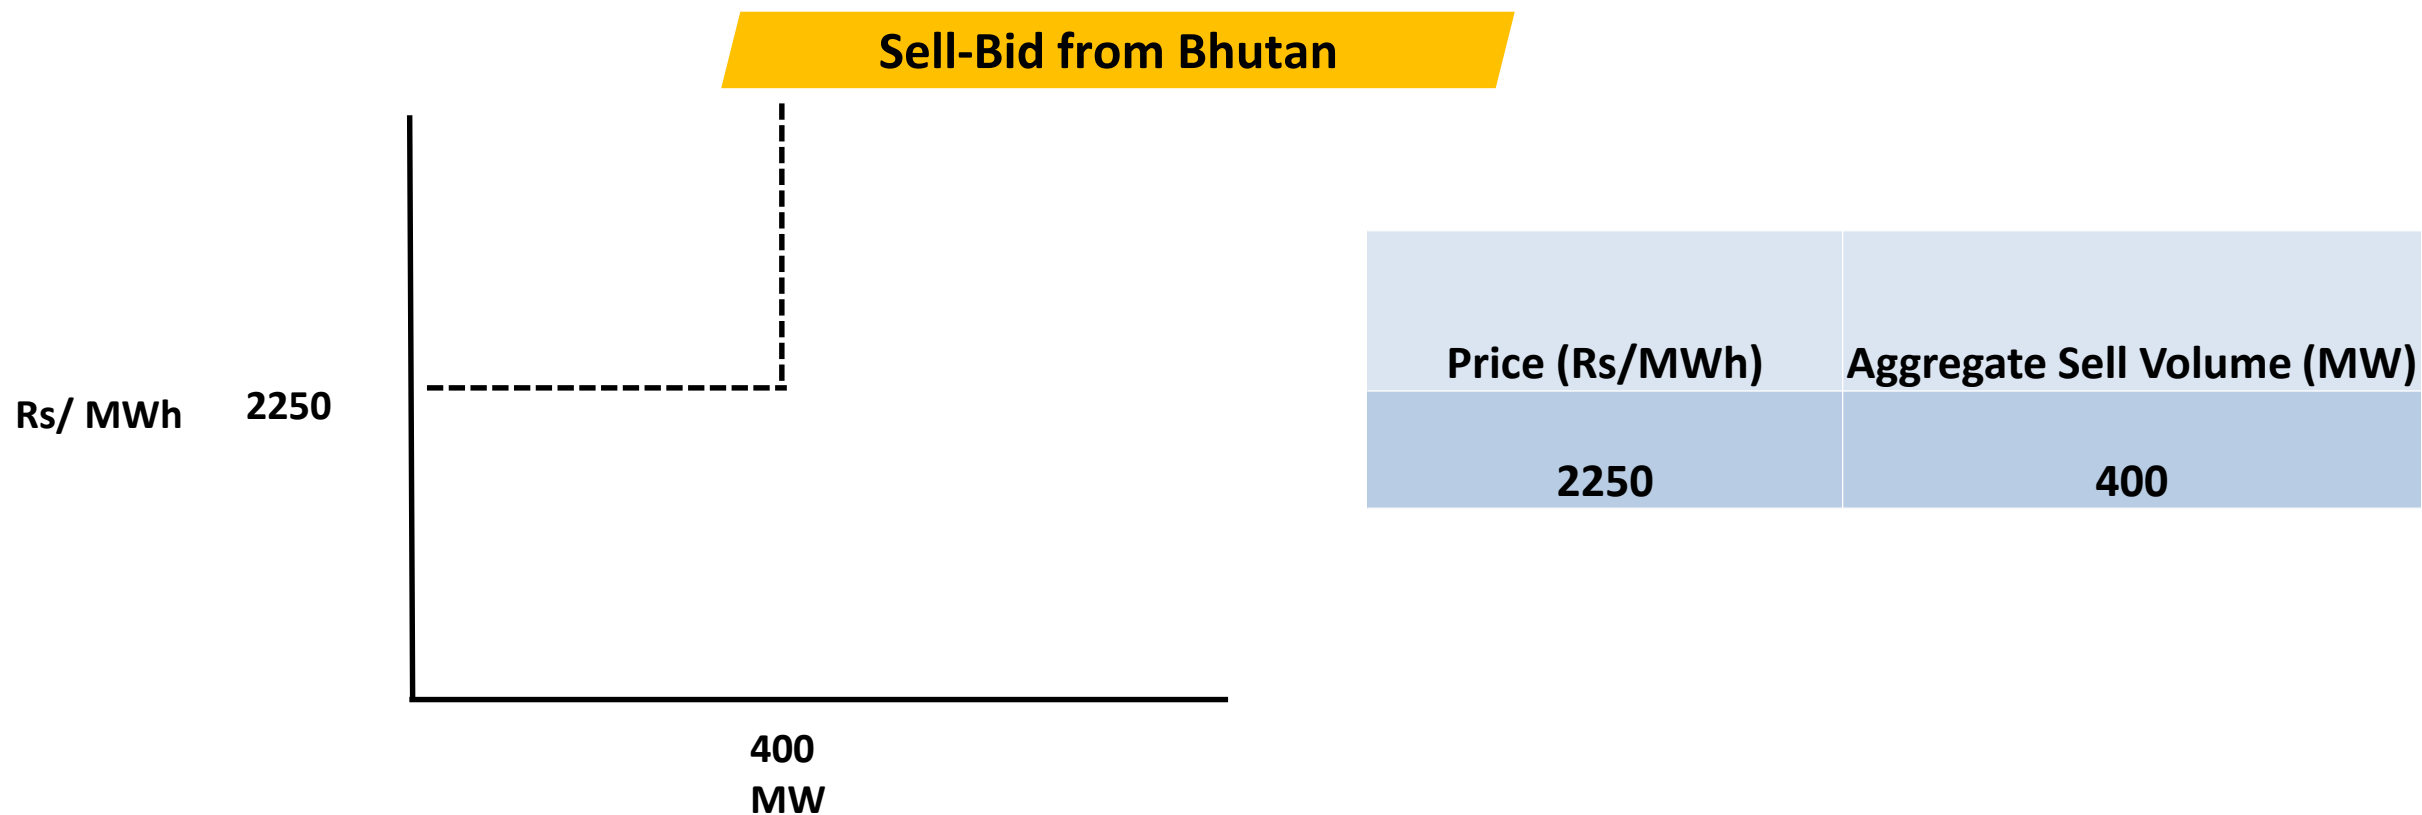 Sell-Bid from Bhutan
Rs/ MWh
2250
400
MW
Price (Rs/MWh)
Aggregate Sell Volume (MW)
2250
400